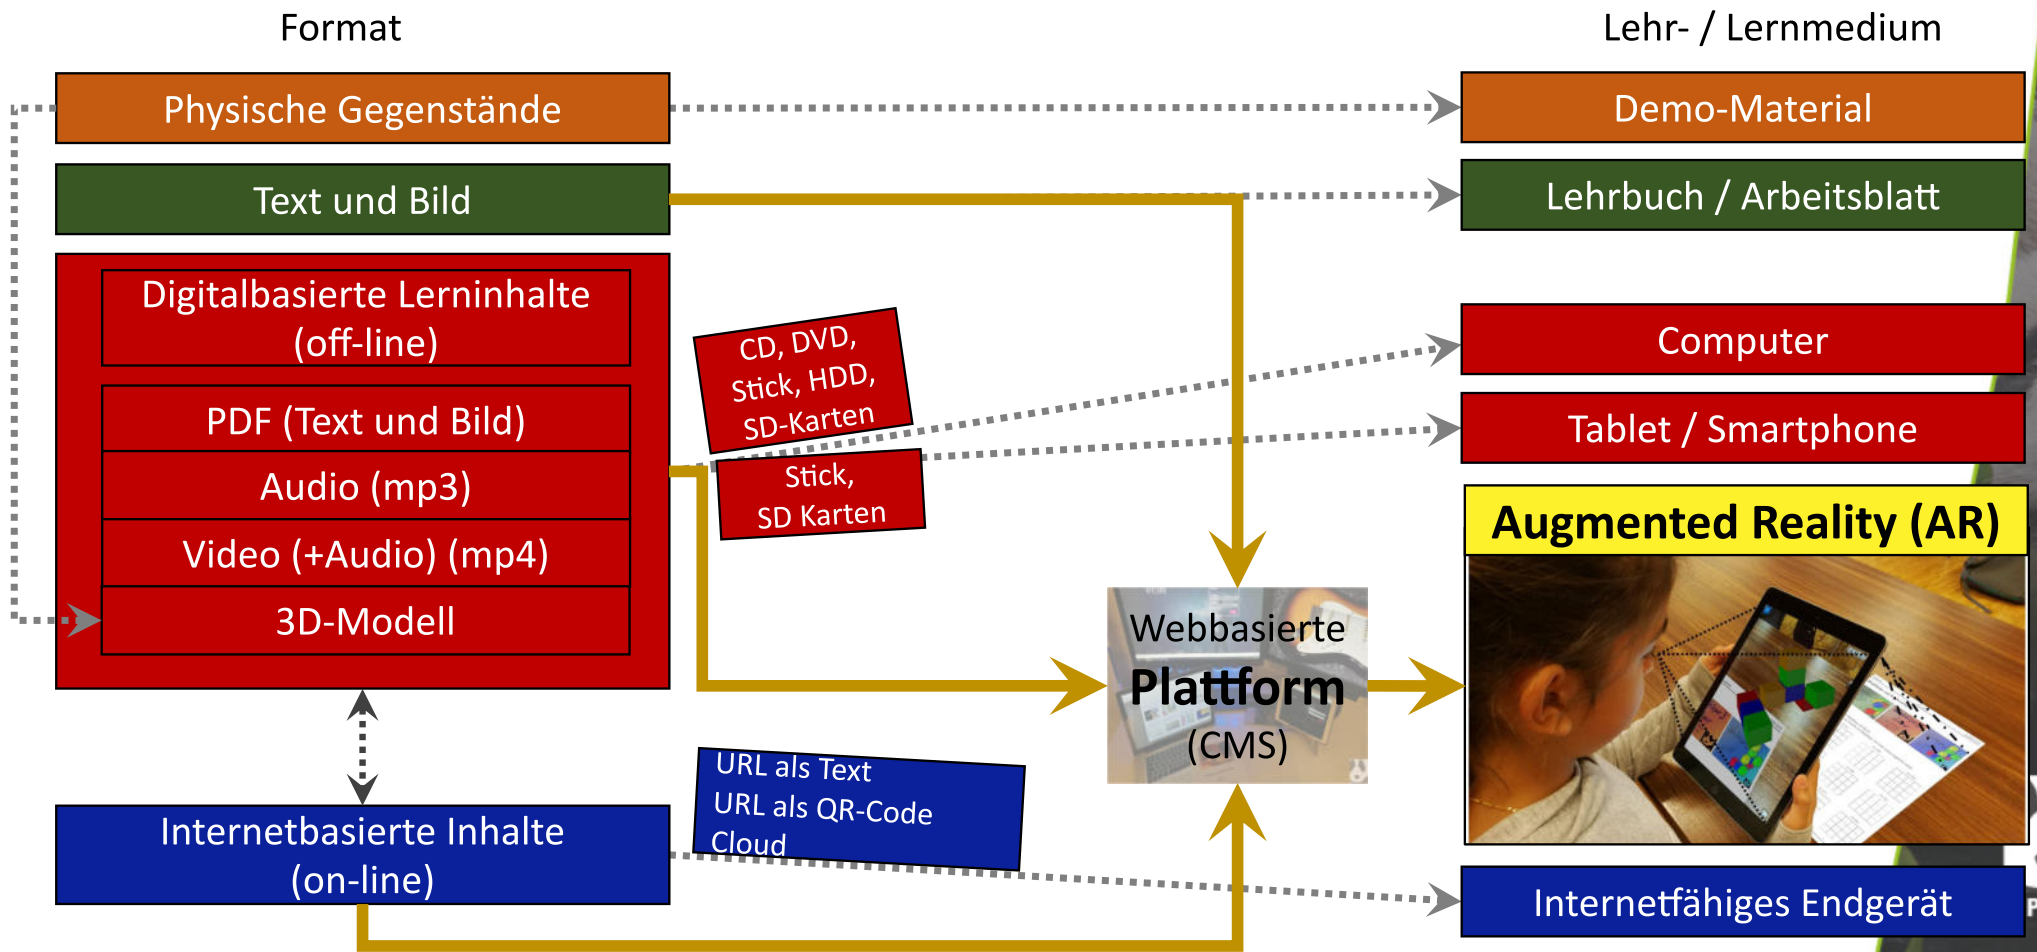 Format
Lehr- / Lernmedium
Physische Gegenstände
Demo-Material
Text und Bild
Lehrbuch / Arbeitsblatt
Digitalbasierte Lerninhalte
(off-line)
PDF (Text und Bild)
Audio (mp3)
Video (+Audio) (mp4)
3D-Modell
CD, DVD,
Stick, HDD,
SD-Karten
Stick,
SD Karten
Computer
Tablet / Smartphone
Augmented Reality (AR)
Webbasierte
Plattform
(CMS)
URL als Text
URL als QR-Code
Cloud
Internetbasierte Inhalte
(on-line)
Internetfähiges Endgerät